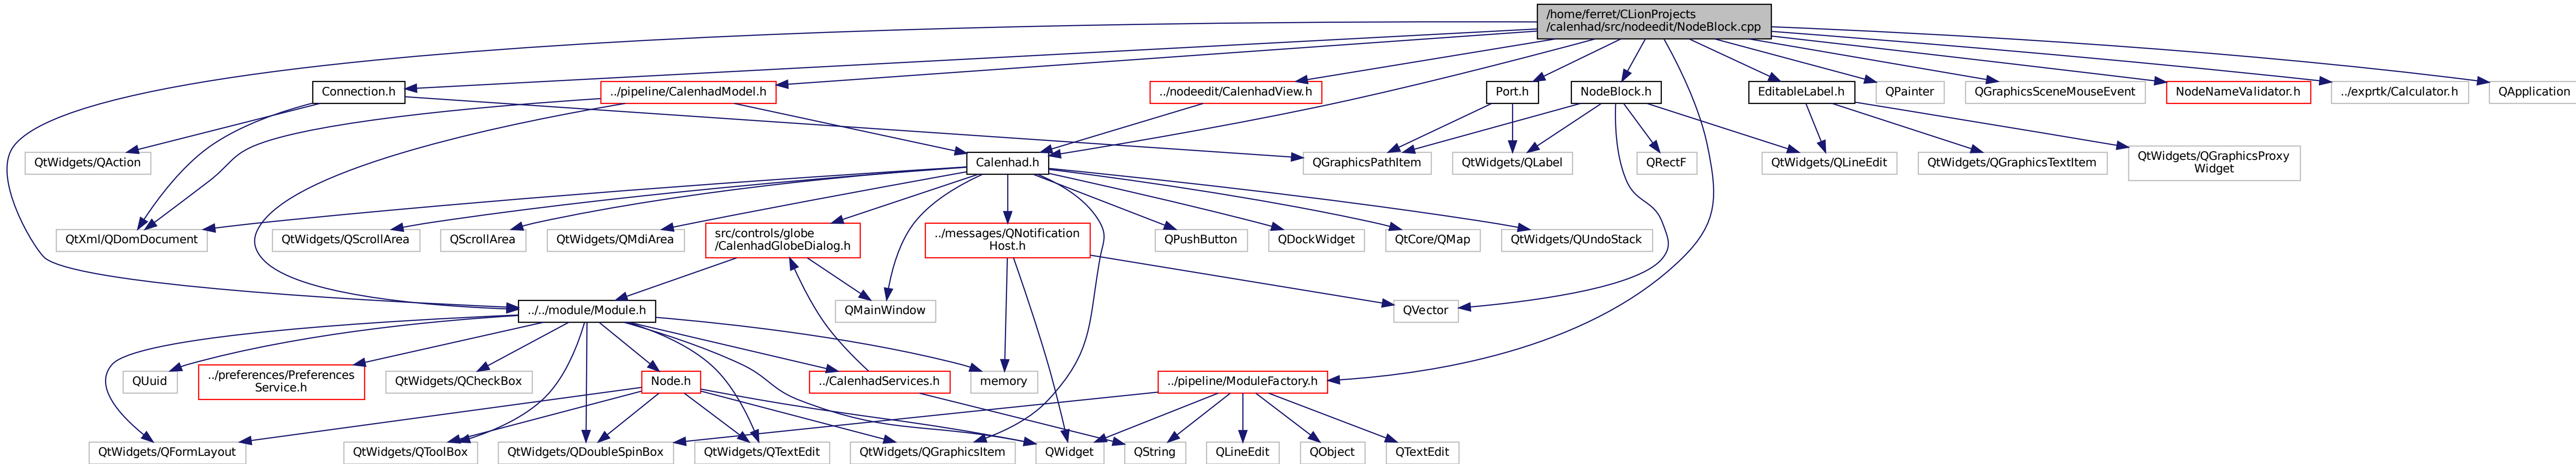 /home/ferret/CLionProjects
/calenhad/src/nodeedit/NodeBlock.cpp
Connection.h
../pipeline/CalenhadModel.h
../nodeedit/CalenhadView.h
Port.h
NodeBlock.h
EditableLabel.h
QPainter
QGraphicsSceneMouseEvent
NodeNameValidator.h
../exprtk/Calculator.h
QApplication
QtWidgets/QAction
Calenhad.h
QGraphicsPathItem
QtWidgets/QLabel
QRectF
QtWidgets/QLineEdit
QtWidgets/QGraphicsTextItem
QtWidgets/QGraphicsProxy
Widget
QtXml/QDomDocument
QtWidgets/QScrollArea
QScrollArea
QtWidgets/QMdiArea
src/controls/globe
/CalenhadGlobeDialog.h
../messages/QNotification
Host.h
QPushButton
QDockWidget
QtCore/QMap
QtWidgets/QUndoStack
../../module/Module.h
QMainWindow
QVector
QUuid
../preferences/Preferences
Service.h
QtWidgets/QCheckBox
Node.h
../CalenhadServices.h
memory
../pipeline/ModuleFactory.h
QtWidgets/QFormLayout
QtWidgets/QToolBox
QtWidgets/QDoubleSpinBox
QtWidgets/QTextEdit
QtWidgets/QGraphicsItem
QWidget
QString
QLineEdit
QObject
QTextEdit